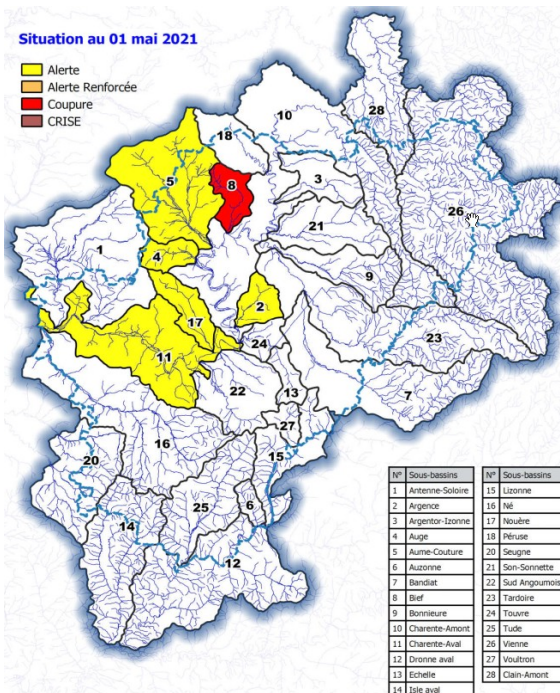 Situation au 01 mai 2021
Alerte
Alerte Renforcée
Coupure
CRISE
28
10
18
5
8
3
26
21
1
4
9
2
17
23
11
24
22
13
7
27
16
15
20
25
6
14
12
N° Sous-bassins
1 Antenne-Soloire
2 Argence
3 Argentor-Izonne
4 Auge
5 Aume-Couture
6 Auzonne
7 Bandiat
8 Bief
9 Bonnieure
10 Charente-Amont
11 Charente-Aval
12 Dronne aval
13 Echelle
14 Isle aval
N° Sous-bassins
15 Lizonne
16 Né
17 Nouère
18 Péruse
20 Seugne
21 Son-Sonnette
22 Sud Angoumois
23 Tardoire
24 Touvre
25 Tude
26 Vienne
27 Voultron
28 Clain-Amont